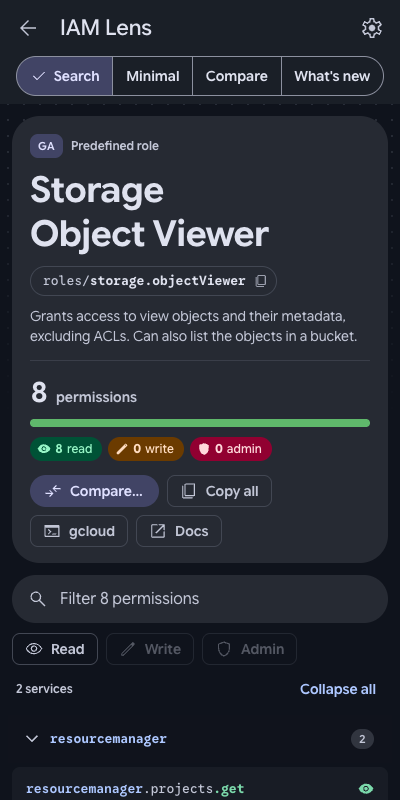 IAM Lens
Search Minimal Compare What's new
GA Predefined role
Storage
Object Viewer
roles/storage.objectViewer
Grants access to view objects and their metadata,
excluding ACLs. Can also list the objects in a bucket.
8 permissions
8 read 0 write 0 admin
Compare... Copy all
gcloud Docs
Filter 8 permissions
Read Write Admin
2 services Collapse all
resourcemanager 2
resourcemanager.projects.get